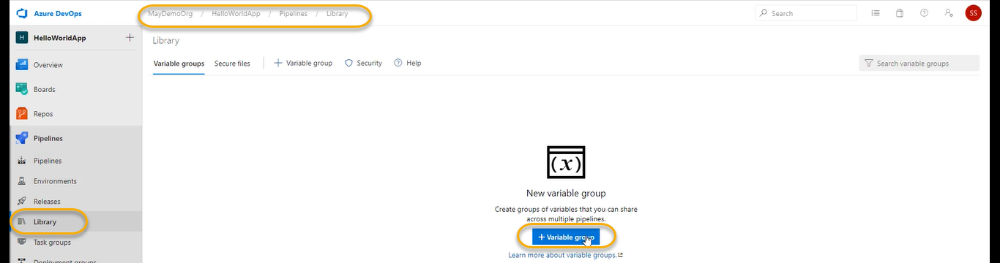 Azure DevOps
MayDemoOrg / HelloWorldApp / Pipelines / Library
Search
SS
H HelloWorldApp
Library
Overview
Variable groups Secure files Variable group Security Help
Search variable groups
Boards
Repos
Pipelines
Pipelines
Environments
Releases
Library
Task groups
Deployment groups
(x)
New variable group
Create groups of variables that you can share
across multiple pipelines.
+ Variable group
Learn more about variable groups.